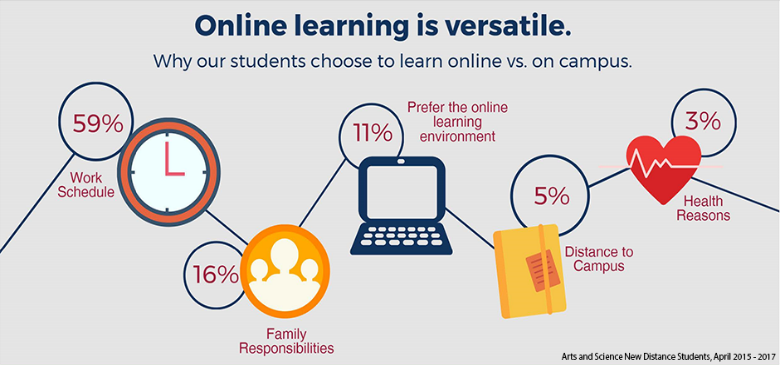 Online learning is versatile.
Why our students choose to learn online vs. on campus.
59%
Work
Schedule
16%
Family
Responsibilities
11%
Prefer the online
learning
environment
5%
Distance to
Campus
3%
Health
Reasons
Arts and Science New Distance Students, April 2015 - 2017